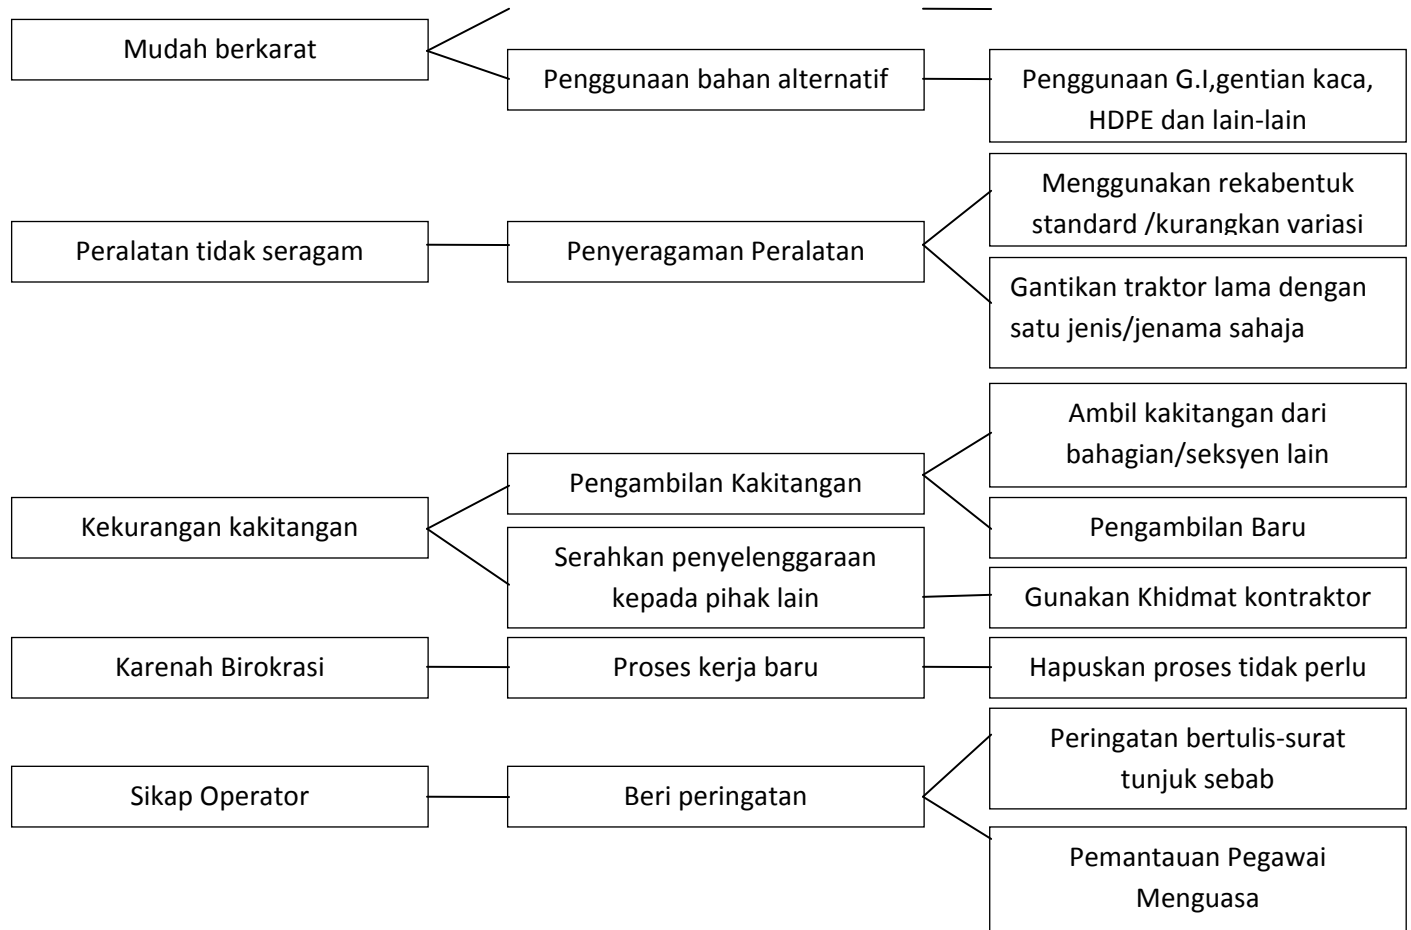 Mudah berkarat
Penggunaan bahan alternatif
Penggunaan G.I,gentian kaca,
HDPE dan lain-lain
Peralatan tidak seragam
Penyeragaman Peralatan
Menggunakan rekabentuk
standard /kurangkan variasi
Gantikan traktor lama dengan
satu jenis/jenama sahaja
Kekurangan kakitangan
Pengambilan Kakitangan
Ambil kakitangan dari
bahagian/seksyen lain
Pengambilan Baru
Serahkan penyelenggaraan
kepada pihak lain
Gunakan Khidmat kontraktor
Karenah Birokrasi
Proses kerja baru
Hapuskan proses tidak perlu
Sikap Operator
Beri peringatan
Peringatan bertulis-surat
tunjuk sebab
Pemantauan Pegawai
Menguasa